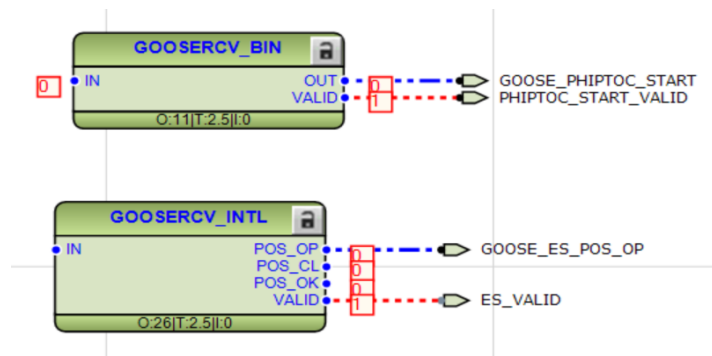 GOOSERCV_BIN
0 IN OUT 0 GOOSE_PHIPTOC_START
VALID 1 PHIPTOC_START_VALID
O:11|T:2.5|I:0
GOOSERCV_INTL
IN POS_OP 0 GOOSE_ES_POS_OP
POS_CL 0
POS_OK 0
VALID 1 ES_VALID
O:26|T:2.5|I:0